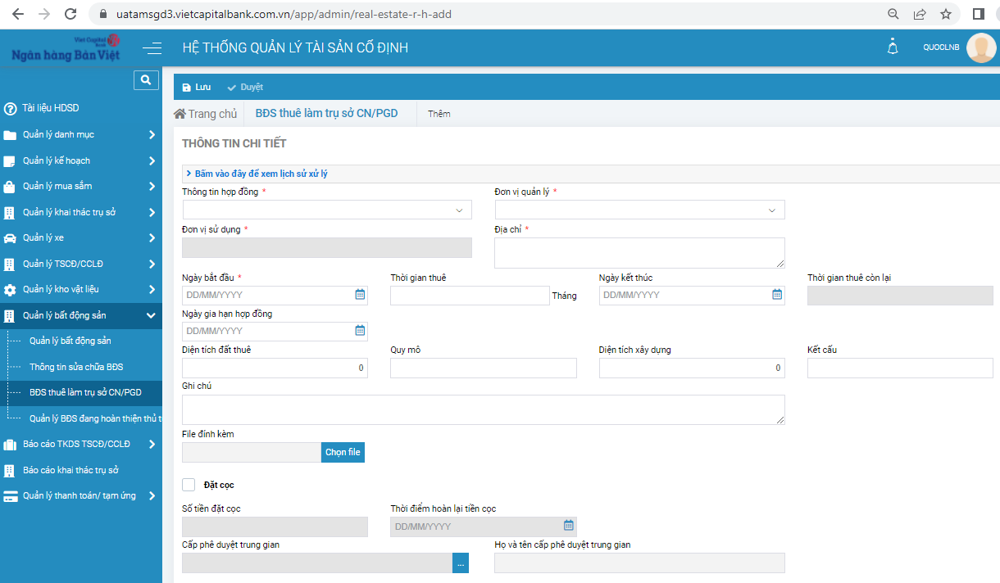 uatamsgd3.vietcapitalbank.com.vn/app/admin/real-estate-r-h-add
Viet Capital
Bank
Ngân hàng Bản Việt
HỆ THỐNG QUẢN LÝ TÀI SẢN CỐ ĐỊNH
QUOCLNB
Tài liệu HDSD
Quản lý danh mục
Quản lý kế hoạch
Quản lý mua sắm
Quản lý khai thác trụ sở
Quản lý xe
Quản lý TSCĐ/CCLĐ
Quản lý kho vật liệu
Quản lý bất động sản
Quản lý bất động sản
Thông tin sửa chữa BĐS
BĐS thuê làm trụ sở CN/PGD
Quản lý BĐS đang hoàn thiện thủ t
Báo cáo TKDS TSCĐ/CCLĐ
Báo cáo khai thác trụ sở
Quản lý thanh toán/ tạm ứng
Lưu Duyệt
Trang chủ BĐS thuê làm trụ sở CN/PGD Thêm
THÔNG TIN CHI TIẾT
Bấm vào đây để xem lịch sử xử lý
Thông tin hợp đồng * Đơn vị quản lý *
Đơn vị sử dụng * Địa chỉ *
Ngày bắt đầu * Thời gian thuê Ngày kết thúc Thời gian thuê còn lại
DD/MM/YYYY Tháng DD/MM/YYYY
Ngày gia hạn hợp đồng
DD/MM/YYYY
Diện tích đất thuê Quy mô Diện tích xây dựng Kết cấu
0 0
Ghi chú
File đính kèm
Chọn file
Đặt cọc
Số tiền đặt cọc Thời điểm hoàn lại tiền cọc
DD/MM/YYYY
Cấp phê duyệt trung gian Họ và tên cấp phê duyệt trung gian
...